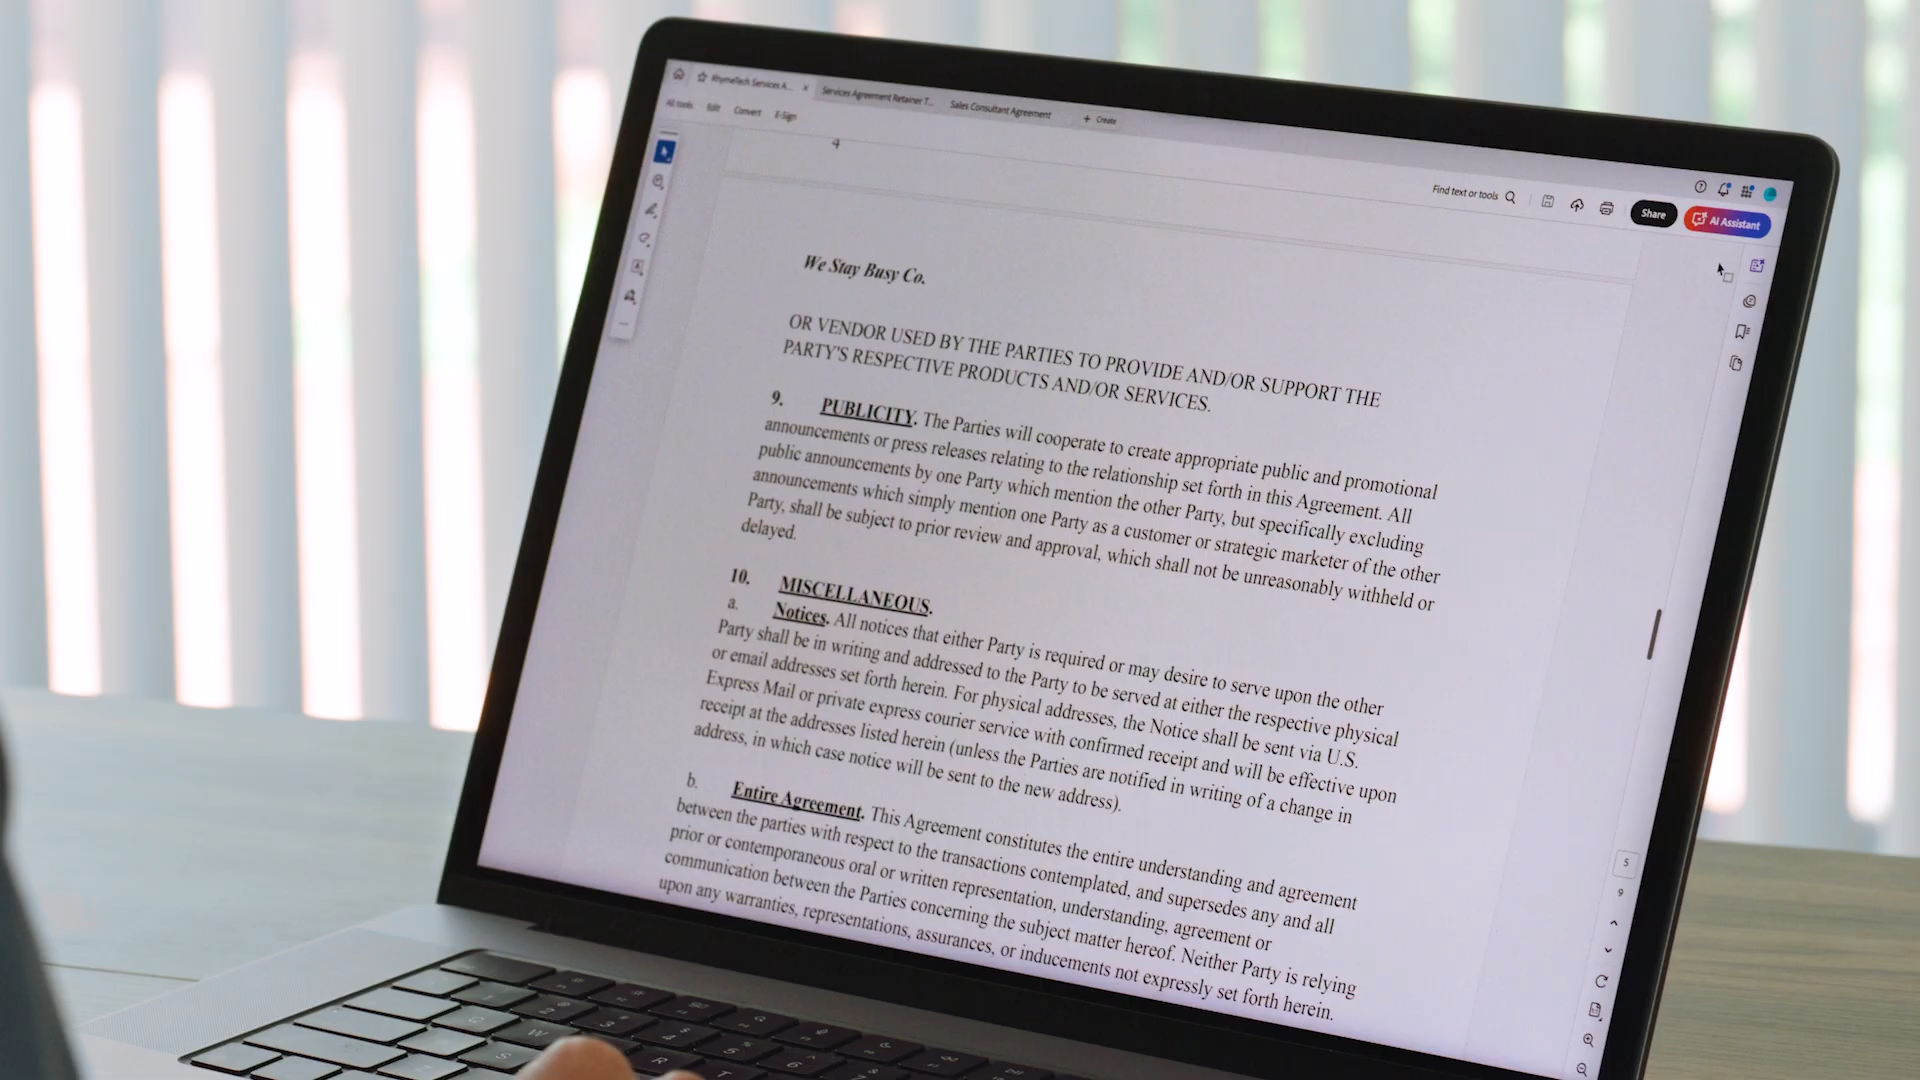 RhymeTech Services A...
Services Agreement Retainer T...
Sales Consultant Agreement
+ Create
All tools Edit Convert E-Sign
Find text or tools
Share
AI Assistant
4
We Stay Busy Co.
OR VENDOR USED BY THE PARTIES TO PROVIDE AND/OR SUPPORT THE
PARTY'S RESPECTIVE PRODUCTS AND/OR SERVICES.
9. PUBLICITY. The Parties will cooperate to create appropriate public and promotional
announcements or press releases relating to the relationship set forth in this Agreement. All
public announcements by one Party which mention the other Party, but specifically excluding
announcements which simply mention one Party as a customer or strategic marketer of the other
Party, shall be subject to prior review and approval, which shall not be unreasonably withheld or
delayed.
10. MISCELLANEOUS.
a. Notices. All notices that either Party is required or may desire to serve upon the other
Party shall be in writing and addressed to the Party to be served at either the respective physical
or email addresses set forth herein. For physical addresses, the Notice shall be sent via U.S.
Express Mail or private express courier service with confirmed receipt and will be effective upon
receipt at the addresses listed herein (unless the Parties are notified in writing of a change in
address, in which case notice will be sent to the new address).
b. Entire Agreement. This Agreement constitutes the entire understanding and agreement
between the parties with respect to the transactions contemplated, and supersedes any and all
prior or contemporaneous oral or written representation, understanding, agreement or
communication between the Parties concerning the subject matter hereof. Neither Party is relying
upon any warranties, representations, assurances, or inducements not expressly set forth herein.
5
9